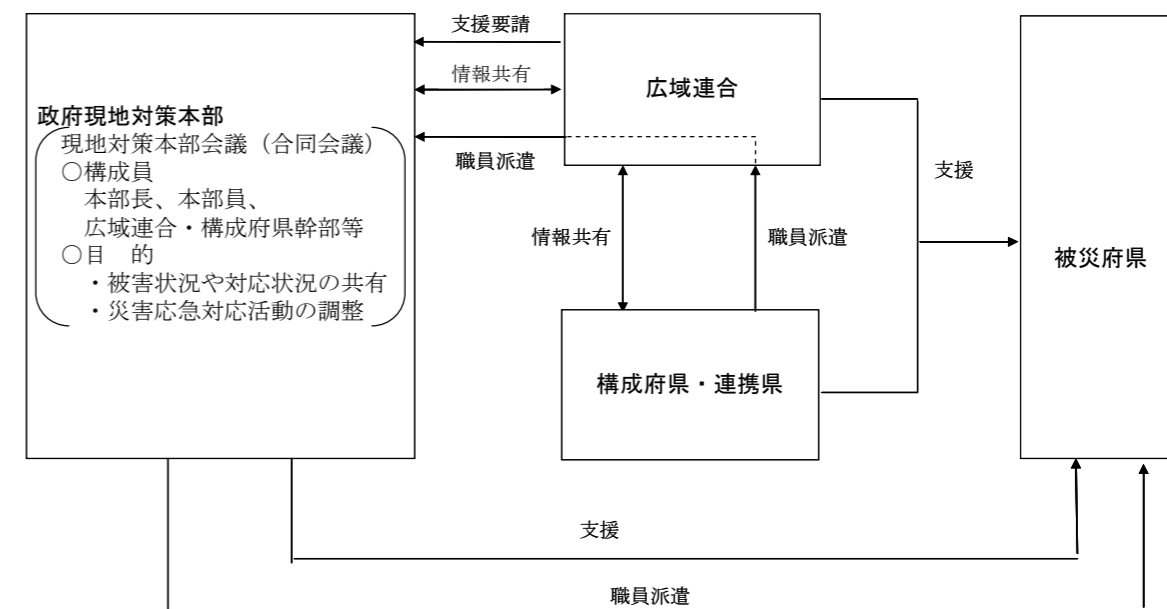 支援要請
情報共有
広域連合
政府現地対策本部
現地対策本部会議（合同会議）
○構成員
本部長、本部員、
広域連合・構成府県幹部等
○目　的
・被害状況や対応状況の共有
・災害応急対応活動の調整
職員派遣
支援
情報共有
職員派遣
被災府県
構成府県・連携県
支援
職員派遣